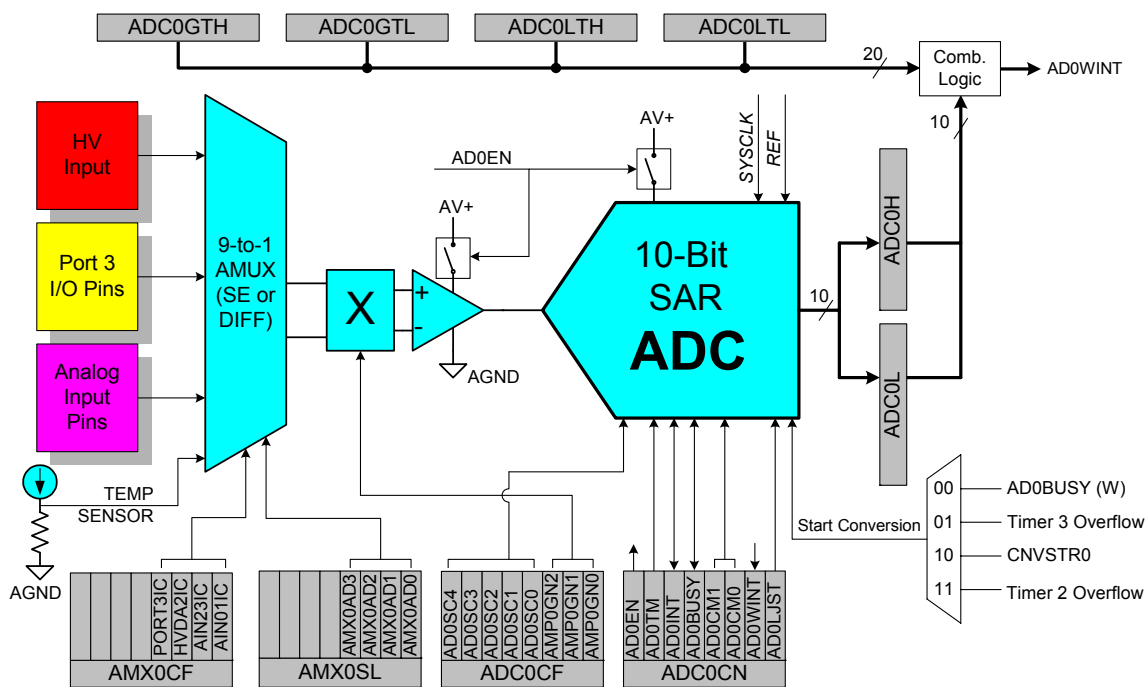 ADC0GTH
ADC0GTL
ADC0LTH
ADC0LTL
20
Comb.
Logic
AD0WINT
10
HV
Input
Port 3
I/O Pins
Analog
Input
Pins
TEMP
SENSOR
AGND
9-to-1
AMUX
(SE or
DIFF)
X
+
-
AV+
AGND
AD0EN
AV+
SYSCLK
REF
10-Bit
SAR
ADC
10
ADC0H
ADC0L
Start Conversion
00
AD0BUSY (W)
01
Timer 3 Overflow
10
CNVSTR0
11
Timer 2 Overflow
PORT3IC
HVDA2IC
AIN23IC
AIN01IC
AMX0CF
AMX0AD3
AMX0AD2
AMX0AD1
AMX0AD0
AMX0SL
AD0SC4
AD0SC3
AD0SC2
AD0SC1
AD0SC0
AMP0GN2
AMP0GN1
AMP0GN0
ADC0CF
AD0EN
AD0TM
AD0INT
AD0BUSY
AD0CM1
AD0CM0
AD0WINT
AD0LJST
ADC0CN